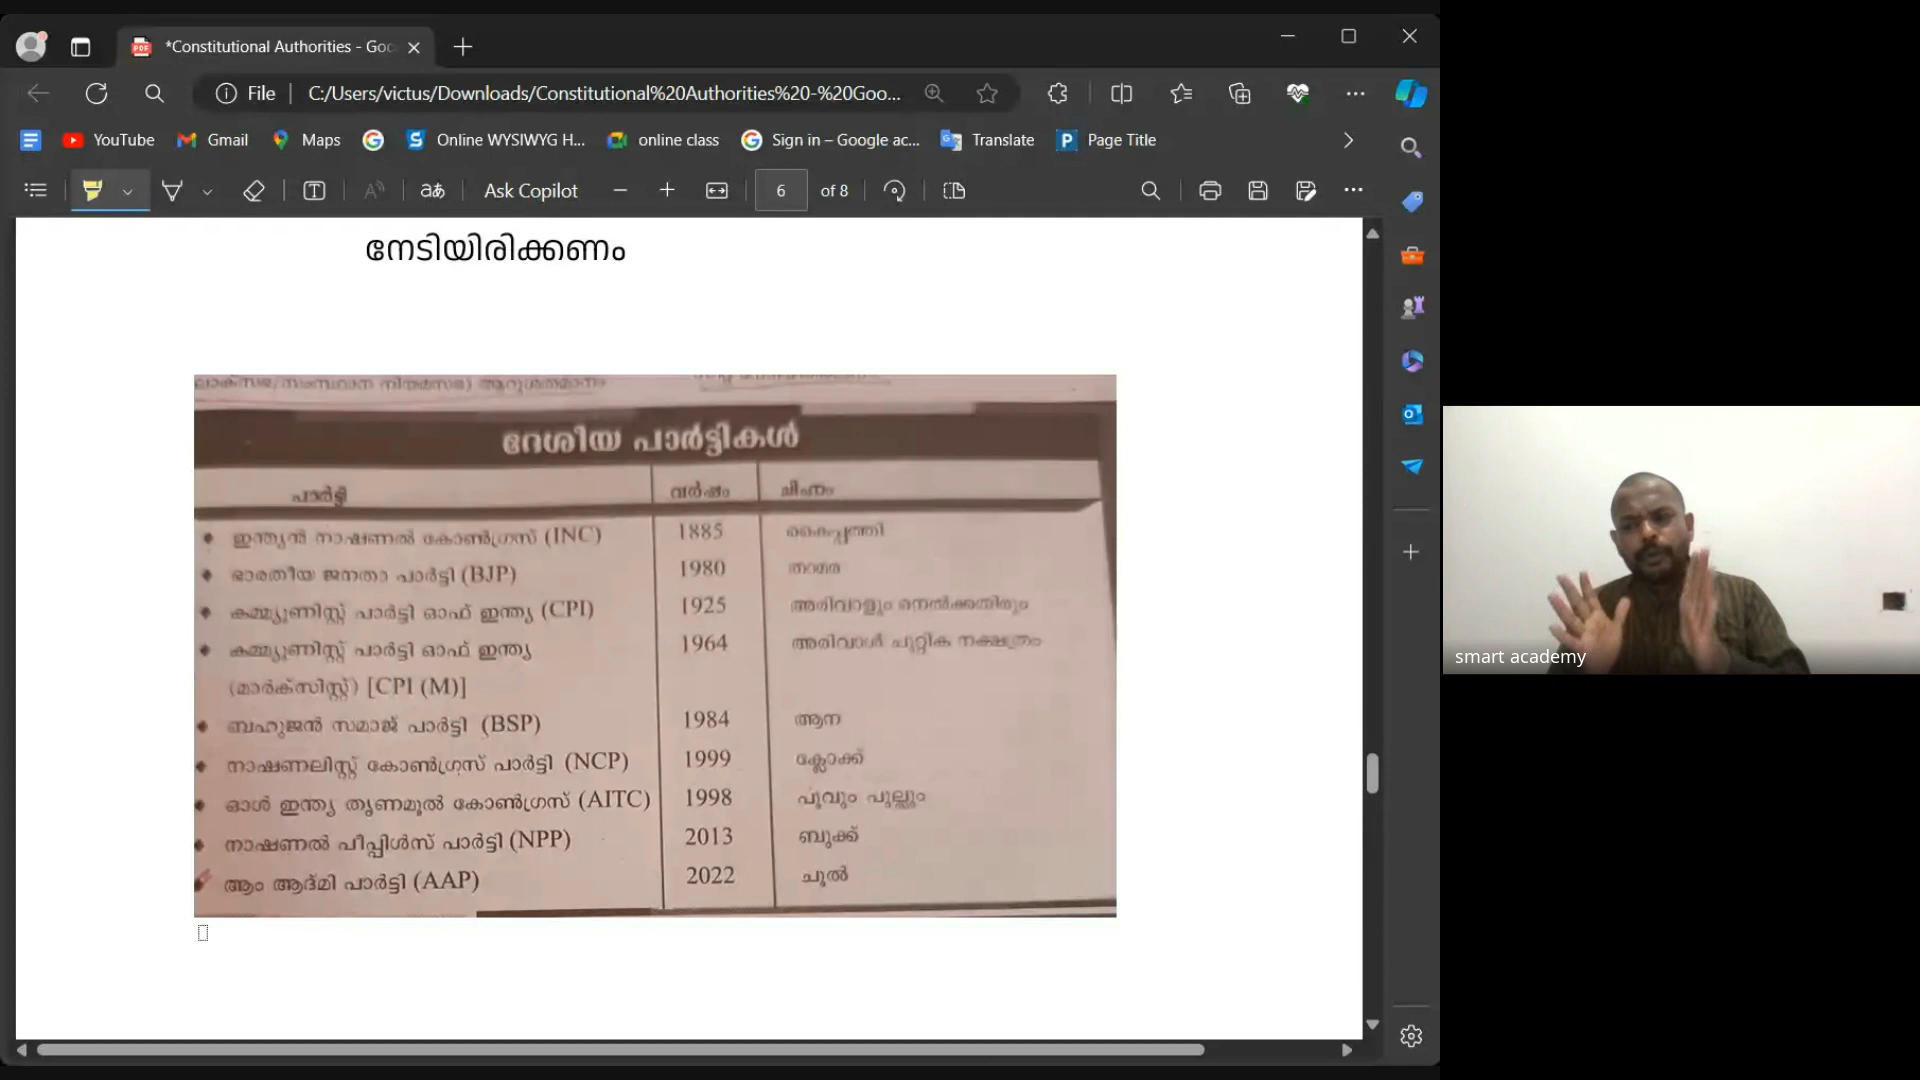 *Constitutional Authorities - Goo
File
C:/Users/victus/Downloads/Constitutional%20Authorities%20-%20Goo...
YouTube
Gmail
Maps
Online WYSIWYG H...
online class
Sign in – Google ac...
Translate
Page Title
Ask Copilot
6 of 8
നേടിയിരിക്കണം
ദേശീയ പാർട്ടികൾ
പാർട്ടി വർഷം ചിഹ്നം
ഇന്ത്യൻ നാഷണൽ കോൺഗ്രസ് (INC) 1885 കൈപ്പത്തി
ഭാരതീയ ജനതാ പാർട്ടി (BJP) 1980 താമര
കമ്മ്യൂണിസ്റ്റ് പാർട്ടി ഓഫ് ഇന്ത്യ (CPI) 1925 അരിവാളും നെൽക്കതിരും
കമ്മ്യൂണിസ്റ്റ് പാർട്ടി ഓഫ് ഇന്ത്യ 1964 അരിവാൾ ചുറ്റിക നക്ഷത്രം
(മാർക്സിസ്റ്റ്) [CPI (M)]
ബഹുജൻ സമാജ് പാർട്ടി (BSP) 1984 ആന
നാഷണലിസ്റ്റ് കോൺഗ്രസ് പാർട്ടി (NCP) 1999 ക്ലോക്ക്
ഓൾ ഇന്ത്യ തൃണമൂൽ കോൺഗ്രസ് (AITC) 1998 പൂവും പുല്ലും
നാഷണൽ പീപ്പിൾസ് പാർട്ടി (NPP) 2013 ബുക്ക്
ആം ആദ്മി പാർട്ടി (AAP) 2022 ചൂൽ
smart academy